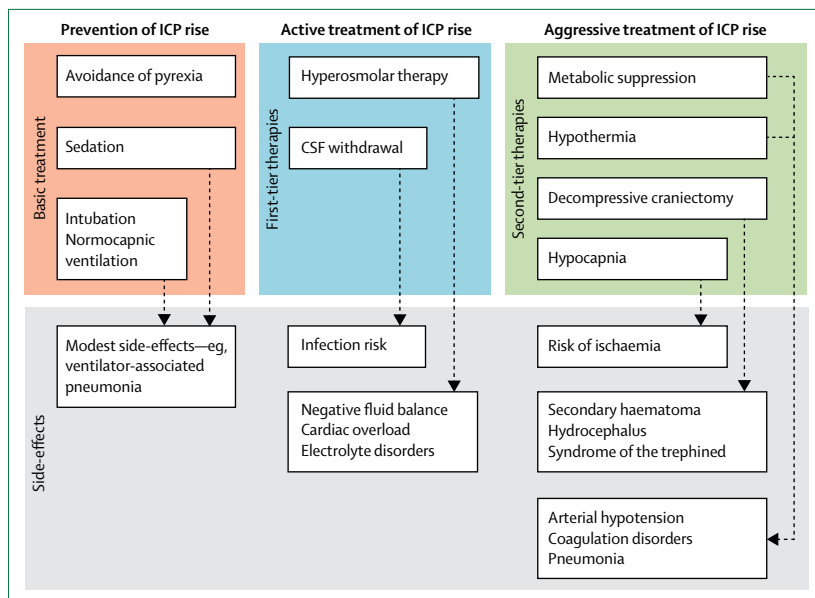 Prevention of ICP rise
Active treatment of ICP rise
Aggressive treatment of ICP rise
Basic treatment
Avoidance of pyrexia
Sedation
Intubation
Normocapnic
ventilation
First-tier therapies
Hyperosmolar therapy
CSF withdrawal
Second-tier therapies
Metabolic suppression
Hypothermia
Decompressive craniectomy
Hypocapnia
Side-effects
Modest side-effects—eg,
ventilator-associated
pneumonia
Infection risk
Negative fluid balance
Cardiac overload
Electrolyte disorders
Risk of ischaemia
Secondary haematoma
Hydrocephalus
Syndrome of the trephined
Arterial hypotension
Coagulation disorders
Pneumonia